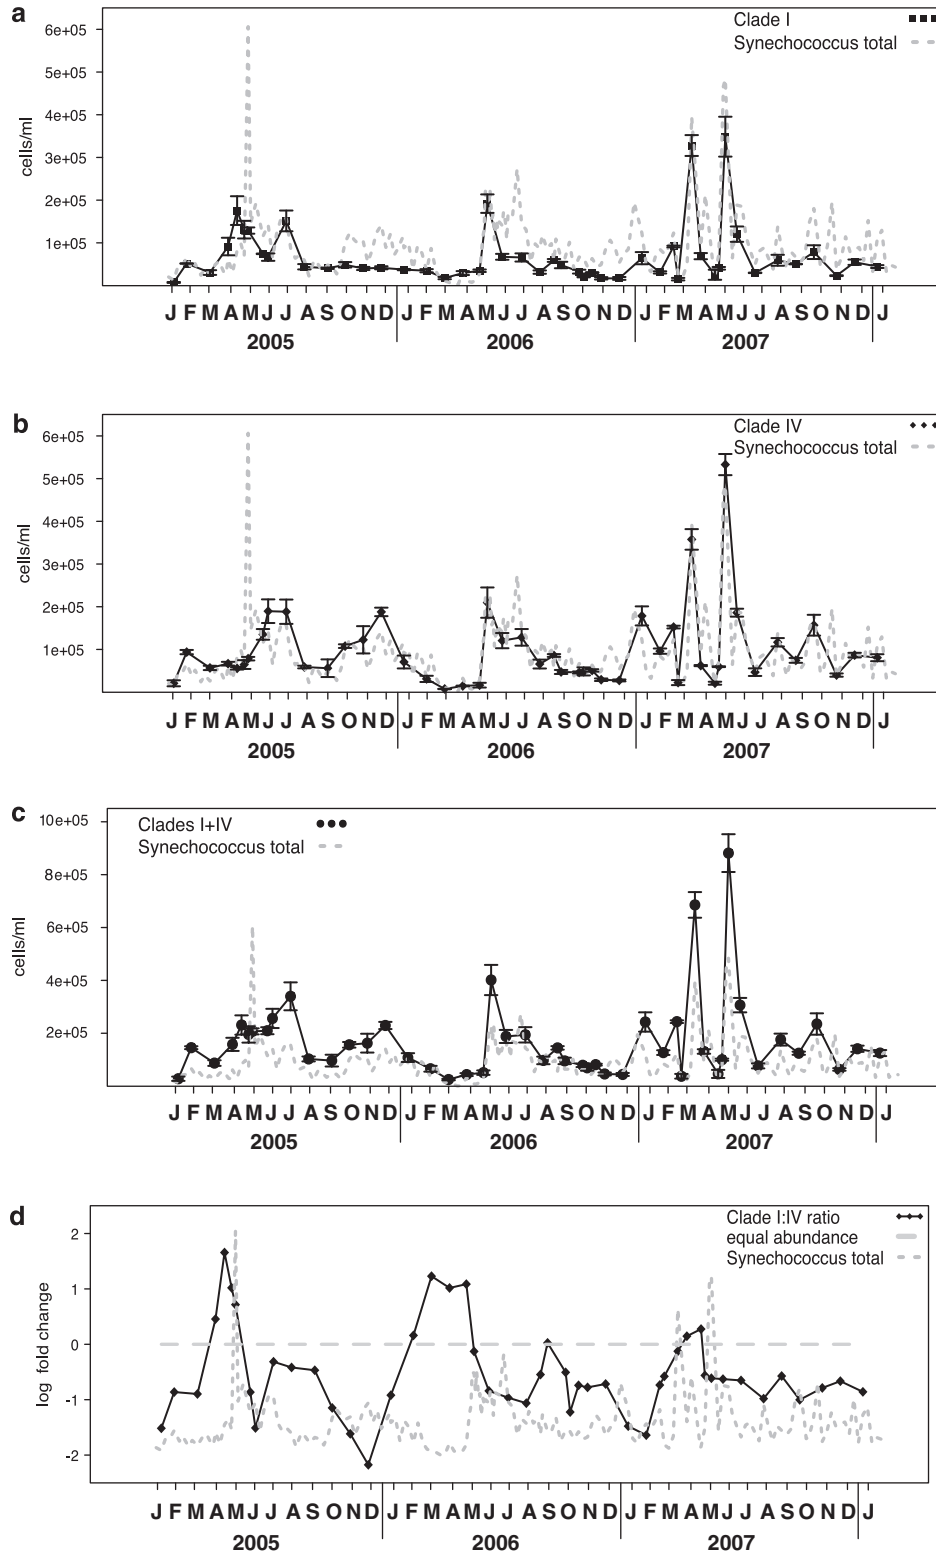 a
Clade I
Synechococcus total
6e+05
5e+05
4e+05
3e+05
2e+05
1e+05
cells/ml
J F M A M J J A S O N D J F M A M J J A S O N D J F M A M J J A S O N D J
2005 2006 2007
b
Clade IV
Synechococcus total
6e+05
5e+05
4e+05
3e+05
2e+05
1e+05
cells/ml
J F M A M J J A S O N D J F M A M J J A S O N D J F M A M J J A S O N D J
2005 2006 2007
c
Clades I+IV
Synechococcus total
10e+05
8e+05
6e+05
4e+05
2e+05
cells/ml
J F M A M J J A S O N D J F M A M J J A S O N D J F M A M J J A S O N D J
2005 2006 2007
d
Clade I:IV ratio
equal abundance
Synechococcus total
2
1
0
-1
-2
log fold change
J F M A M J J A S O N D J F M A M J J A S O N D J F M A M J J A S O N D J
2005 2006 2007